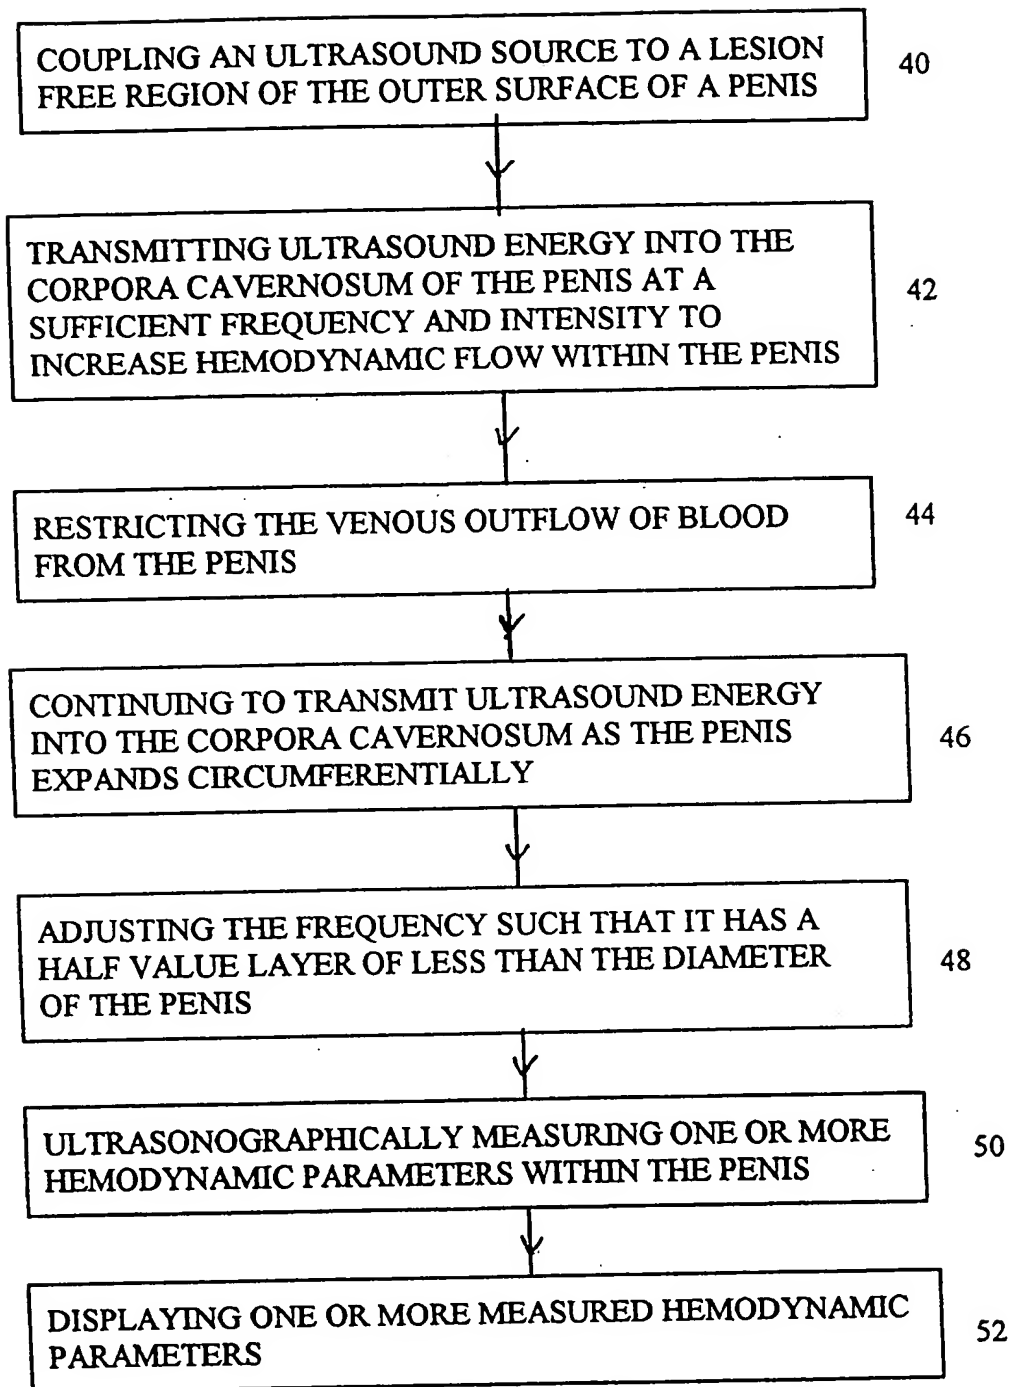 COUPLING AN ULTRASOUND SOURCE TO A LESION
FREE REGION OF THE OUTER SURFACE OF A PENIS
40
TRANSMITTING ULTRASOUND ENERGY INTO THE
CORPORA CAVERNOSUM OF THE PENIS AT A
SUFFICIENT FREQUENCY AND INTENSITY TO
INCREASE HEMODYNAMIC FLOW WITHIN THE PENIS
42
RESTRICTING THE VENOUS OUTFLOW OF BLOOD
FROM THE PENIS
44
CONTINUING TO TRANSMIT ULTRASOUND ENERGY
INTO THE CORPORA CAVERNOSUM AS THE PENIS
EXPANDS CIRCUMFERENTIALLY
46
ADJUSTING THE FREQUENCY SUCH THAT IT HAS A
HALF VALUE LAYER OF LESS THAN THE DIAMETER
OF THE PENIS
48
ULTRASONOGRAPHICALLY MEASURING ONE OR MORE
HEMODYNAMIC PARAMETERS WITHIN THE PENIS
50
DISPLAYING ONE OR MORE MEASURED HEMODYNAMIC
PARAMETERS
52